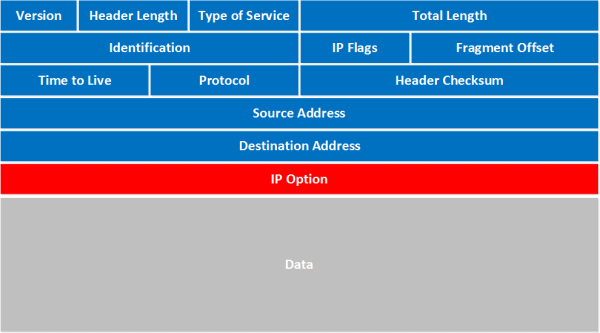 Version Header Length Type of Service Total Length
Identification IP Flags Fragment Offset
Time to Live Protocol Header Checksum
Source Address
Destination Address
IP Option
Data